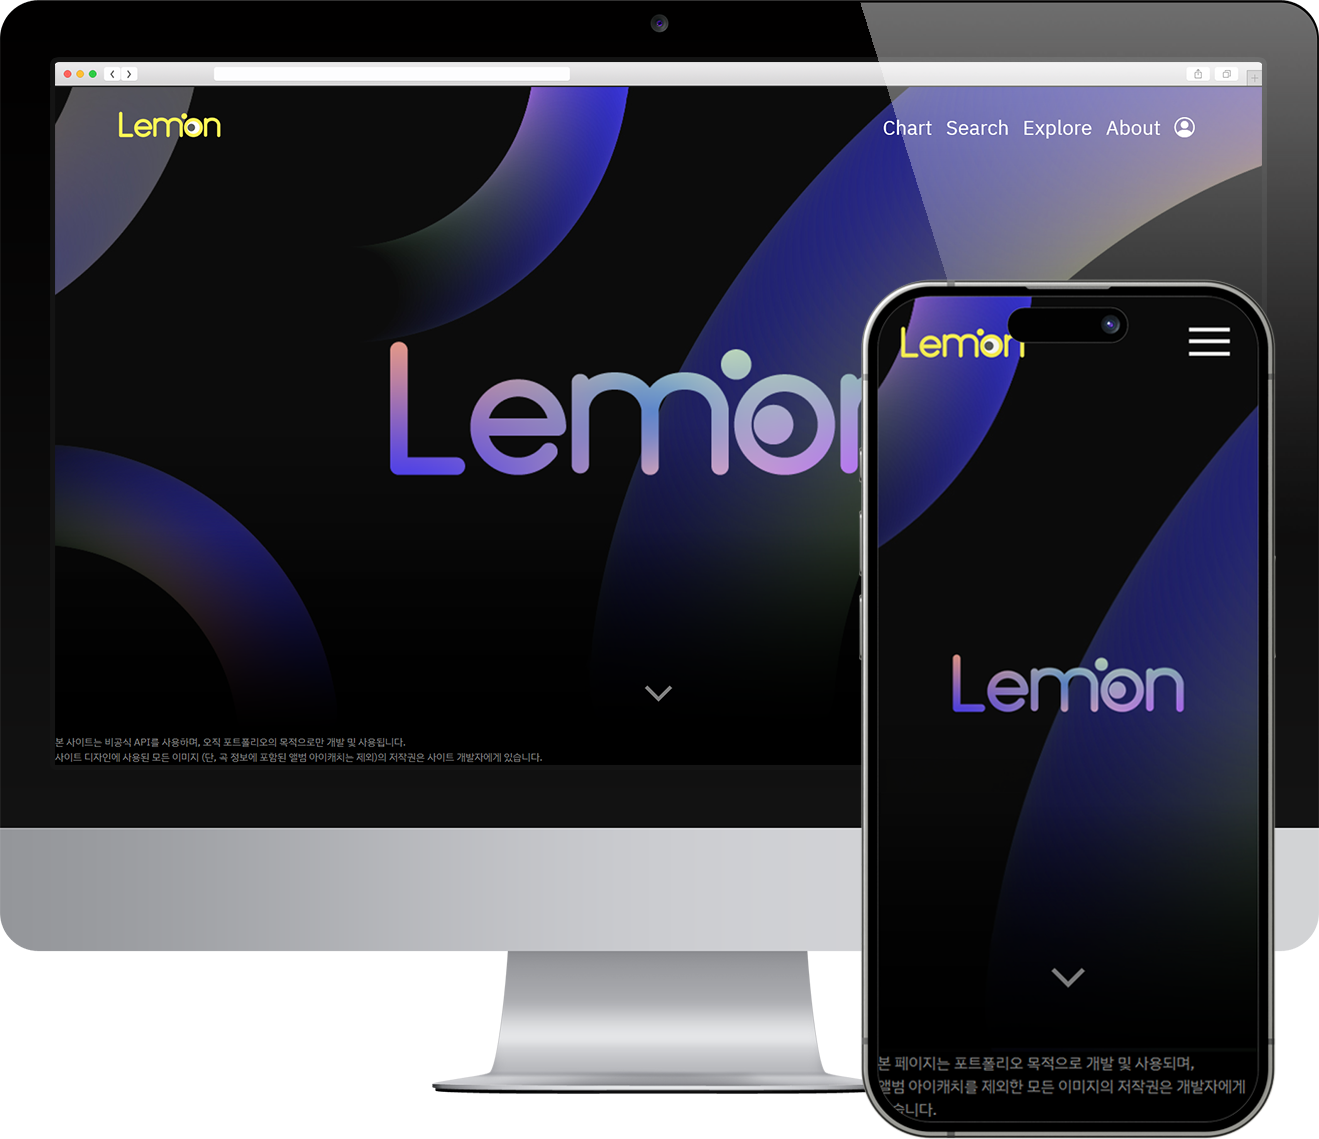 Lemon
Chart Search Explore About
Lemon
본 사이트는 비공식 API를 사용하며, 오직 포트폴리오의 목적으로만 개발 및 사용됩니다.
사이트 디자인에 사용된 모든 이미지 (단, 곡 정보에 포함된 앨범 아이캐치는 제외)의 저작권은 사이트 개발자에게 있습니다.
Lemon
Lemon
본 페이지는 포트폴리오 목적으로 개발 및 사용되며,
앨범 아이캐치를 제외한 모든 이미지의 저작권은 개발자에게
습니다.